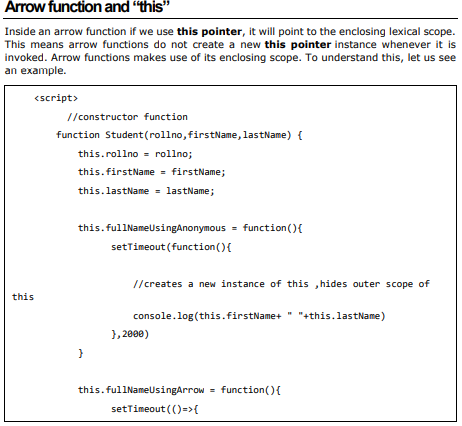 Arrow function and “this”
Inside an arrow function if we use this pointer, it will point to the enclosing lexical scope.
This means arrow functions do not create a new this pointer instance whenever it is
invoked. Arrow functions makes use of its enclosing scope. To understand this, let us see
an example.
<script>
//constructor function
function Student(rollno,firstName,lastName) {
this.rollno = rollno;
this.firstName = firstName;
this.lastName = lastName;
this.fullNameUsingAnonymous = function(){
setTimeout(function(){
//creates a new instance of this ,hides outer scope of
this
console.log(this.firstName+ " "+this.lastName)
},2000)
}
this.fullNameUsingArrow = function(){
setTimeout(()=>{